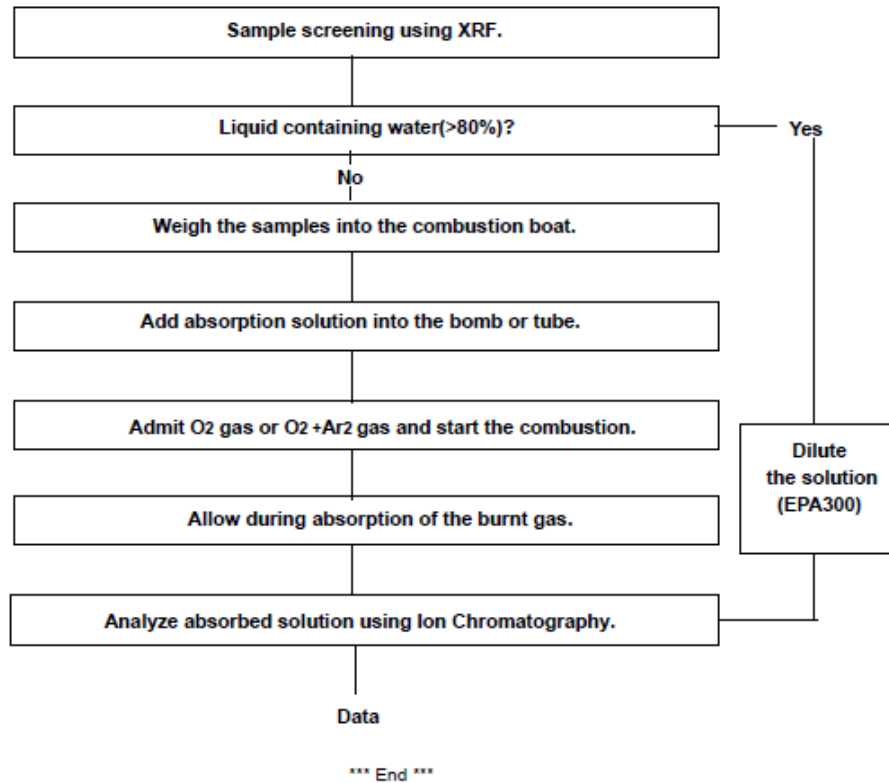 Sample screening using XRF.
Liquid containing water(>80%)?
Yes
No
Weigh the samples into the combustion boat.
Add absorption solution into the bomb or tube.
Admit O2 gas or O2 +Ar2 gas and start the combustion.
Dilute
the solution
(EPA300)
Allow during absorption of the burnt gas.
Analyze absorbed solution using Ion Chromatography.
Data
*** End ***